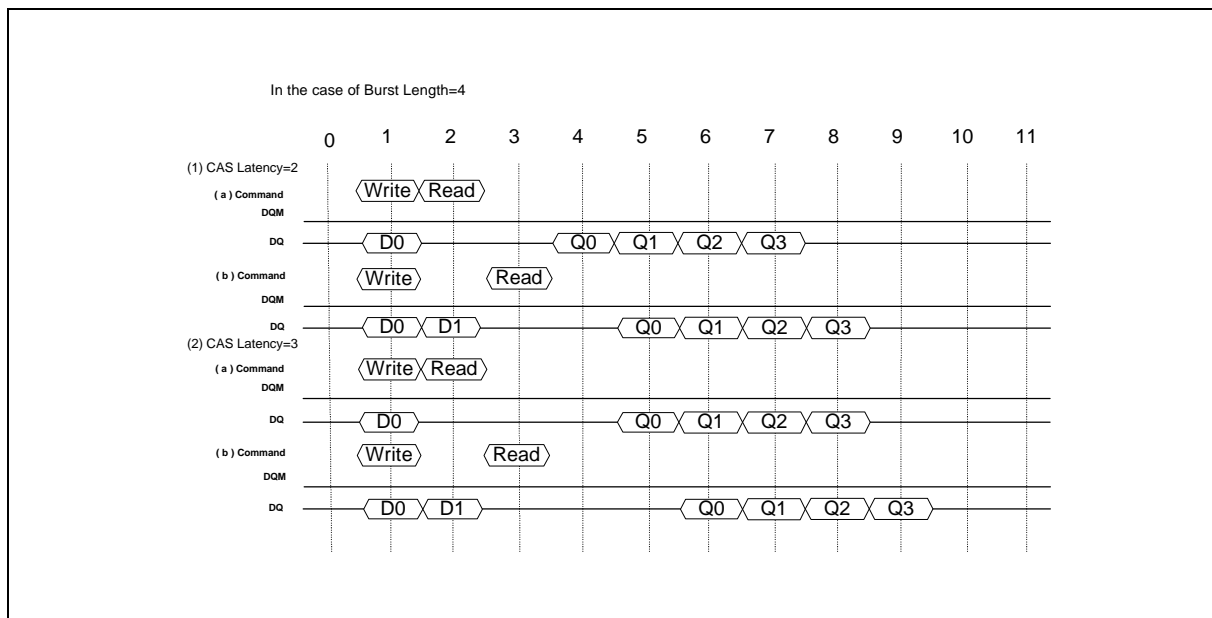 In the case of Burst Length=4
0 1 2 3 4 5 6 7 8 9 10 11
(1) CAS Latency=2
( a ) Command Write Read
DQM
DQ D0 Q0 Q1 Q2 Q3
( b ) Command Write Read
DQM
DQ D0 D1 Q0 Q1 Q2 Q3
(2) CAS Latency=3
( a ) Command Write Read
DQM
DQ D0 Q0 Q1 Q2 Q3
( b ) Command Write Read
DQM
DQ D0 D1 Q0 Q1 Q2 Q3